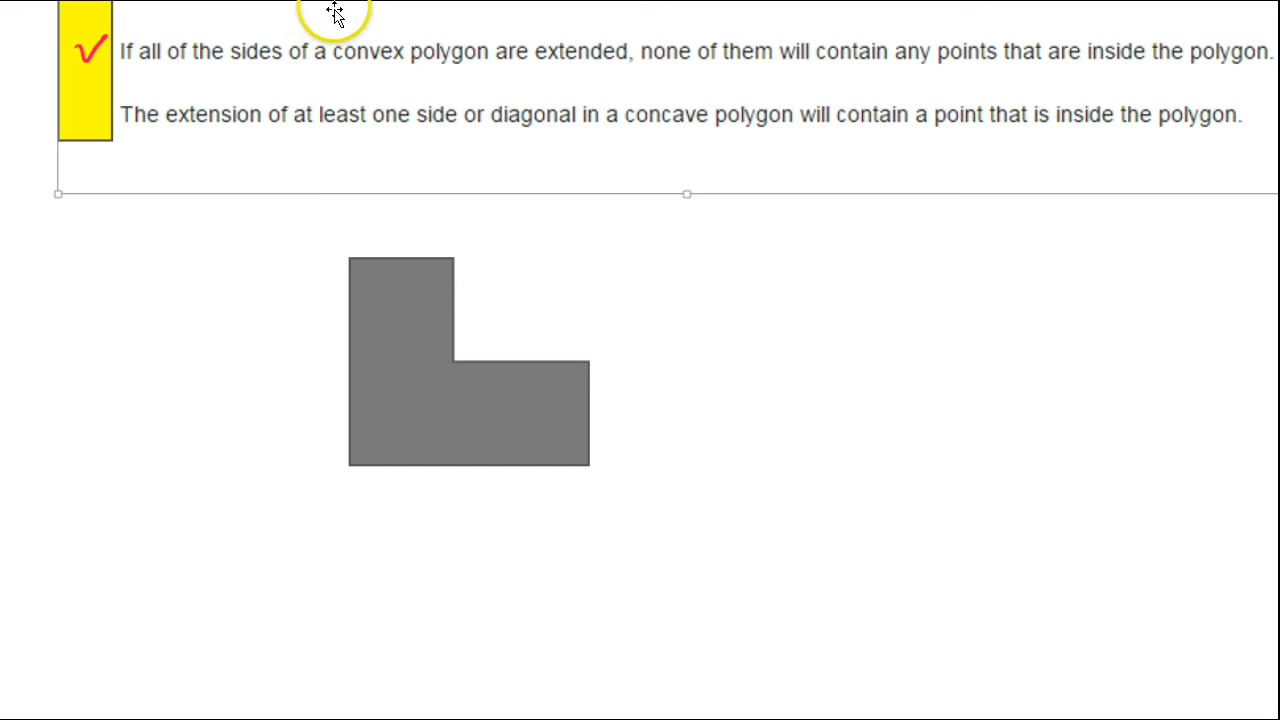 If all of the sides of a convex polygon are extended, none of them will contain any points that are inside the polygon.
The extension of at least one side or diagonal in a concave polygon will contain a point that is inside the polygon.